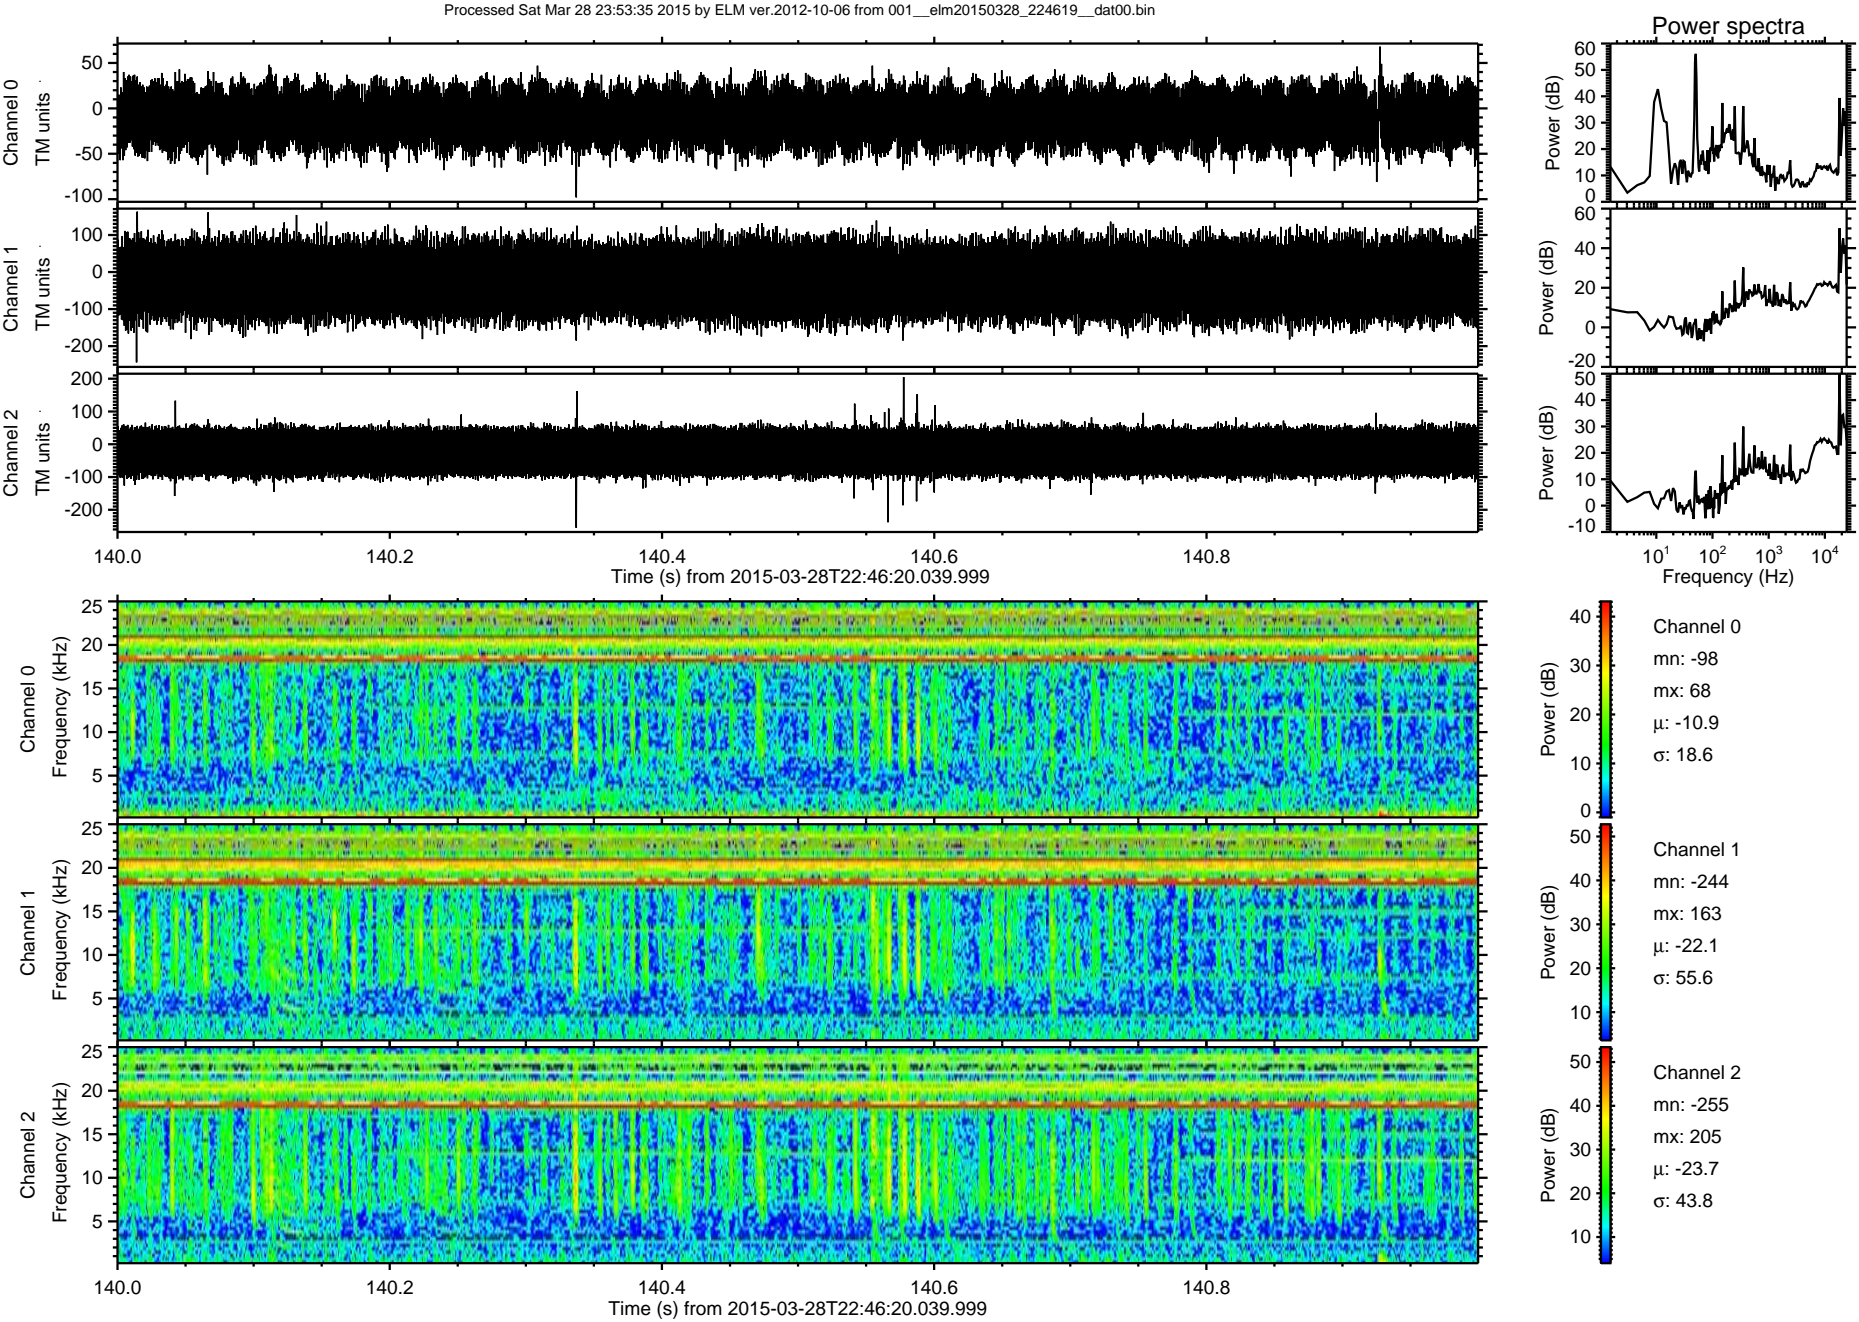 Processed Sat Mar 28 23:53:35 2015 by ELM ver.2012-10-06 from 001__elm20150328_224619__dat00.bin
Power spectra
Channel 0
TM units
50
0
-50
-100
Power (dB)
60
50
40
30
20
10
0
Channel 1
TM units
100
0
-100
-200
Power (dB)
60
40
20
0
-20
Channel 2
TM units
200
100
0
-100
-200
Power (dB)
50
40
30
20
10
0
-10
140.0 140.2 140.4 140.6 140.8
Time (s) from 2015-03-28T22:46:20.039.999
10^1 10^2 10^3 10^4
Frequency (Hz)
Channel 0
Frequency (kHz)
25
20
15
10
5
Power (dB)
40
30
20
10
0
Channel 0
mn: -98
mx: 68
μ: -10.9
σ: 18.6
Channel 1
Frequency (kHz)
25
20
15
10
5
Power (dB)
50
40
30
20
10
Channel 1
mn: -244
mx: 163
μ: -22.1
σ: 55.6
Channel 2
Frequency (kHz)
25
20
15
10
5
Power (dB)
50
40
30
20
10
Channel 2
mn: -255
mx: 205
μ: -23.7
σ: 43.8
140.0 140.2 140.4 140.6 140.8
Time (s) from 2015-03-28T22:46:20.039.999